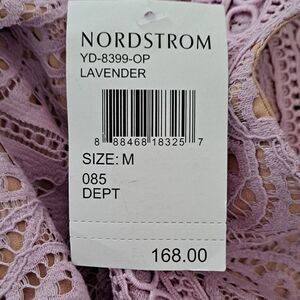 NORDSTROM
YD-8399-OP
LAVENDER
8 88468 18325 7
SIZE: M
085
DEPT
168.00